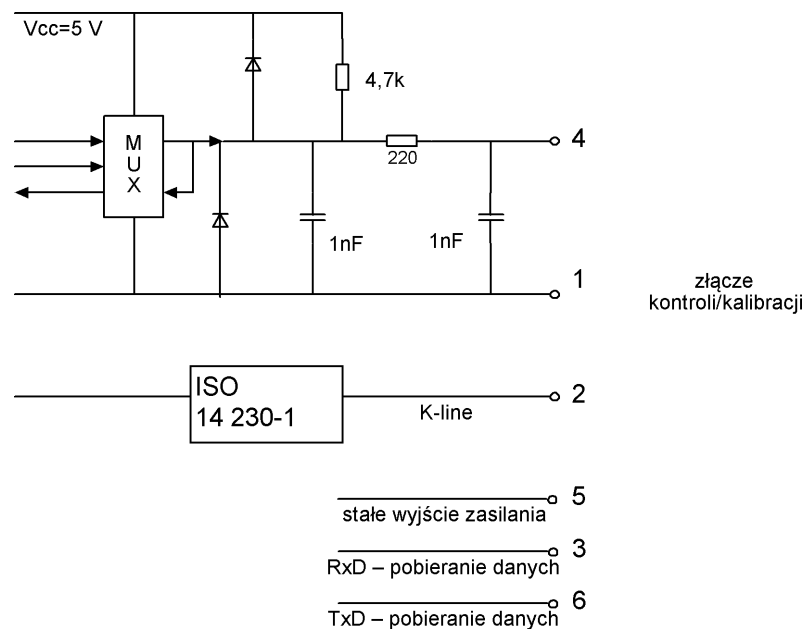 Vcc=5 V
4,7k
M
U
X
4
220
1nF
1nF
1
złącze
kontroli/kalibracji
ISO
14 230-1
2
K-line
5
stałe wyjście zasilania
3
RxD – pobieranie danych
6
TxD – pobieranie danych